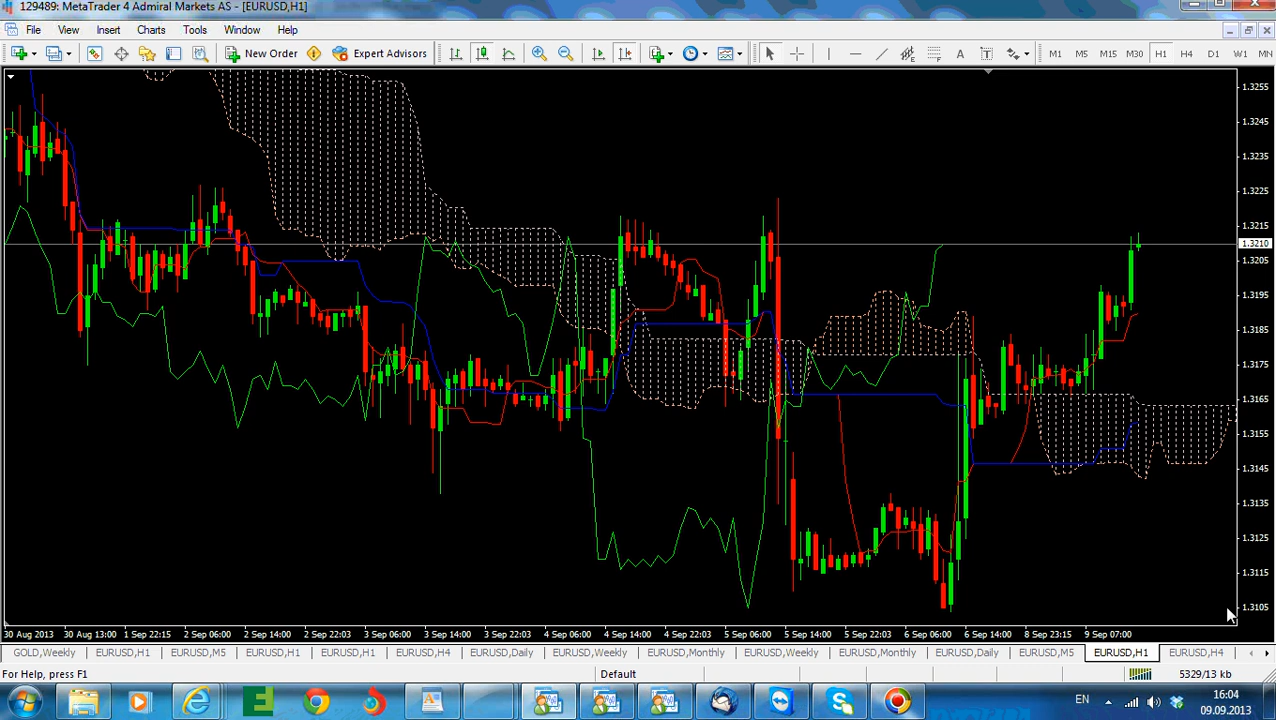 129489: MetaTrader 4 Admiral Markets AS - [EURUSD,H1]
File View Insert Charts Tools Window Help
New Order Expert Advisors A T M1 M5 M15 M30 H1 H4 D1 W1 MN
1.3255
1.3245
1.3235
1.3225
1.3215
1.3210
1.3205
1.3195
1.3185
1.3175
1.3165
1.3155
1.3145
1.3135
1.3125
1.3115
1.3105
30 Aug 2013 30 Aug 13:00 1 Sep 22:15 2 Sep 06:00 2 Sep 14:00 2 Sep 22:03 3 Sep 06:00 3 Sep 14:00 3 Sep 22:03 4 Sep 06:00 4 Sep 14:00 4 Sep 22:03 5 Sep 06:00 5 Sep 14:00 5 Sep 22:03 6 Sep 06:00 6 Sep 14:00 8 Sep 23:15 9 Sep 07:00
GOLD,Weekly EURUSD,H1 EURUSD,M5 EURUSD,H1 EURUSD,H1 EURUSD,H4 EURUSD,Daily EURUSD,Weekly EURUSD,Monthly EURUSD,Weekly EURUSD,Monthly EURUSD,Daily EURUSD,M5 EURUSD,H1 EURUSD,H4
For Help, press F1 Default 5329/13 kb
EN 16:04
09.09.2013